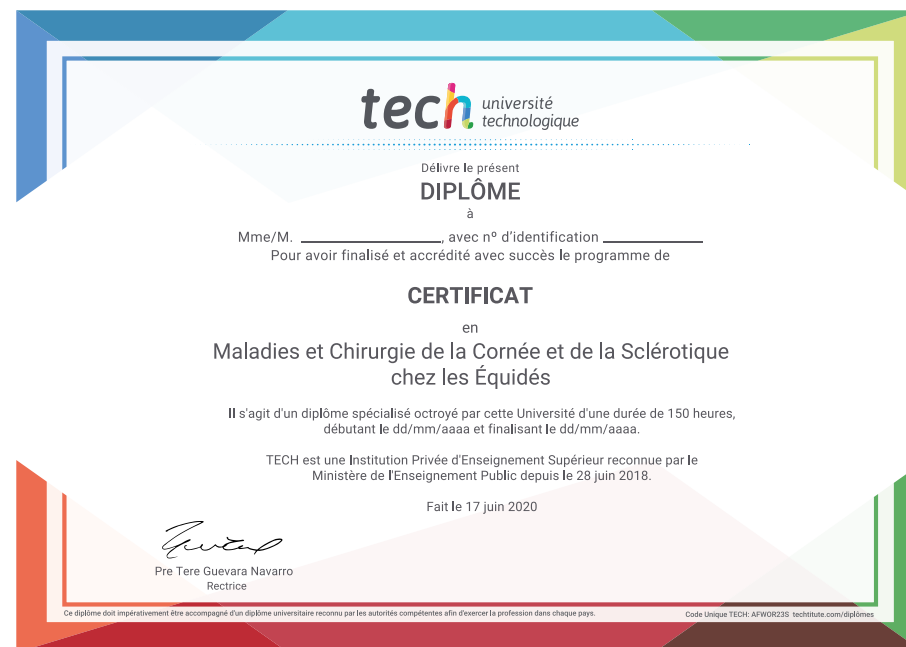 tech université
technologique
Délivre le présent
DIPLÔME
à
Mme/M. ____________________, avec nº d'identification ______________
Pour avoir finalisé et accrédité avec succès le programme de
CERTIFICAT
en
Maladies et Chirurgie de la Cornée et de la Sclérotique
chez les Équidés
Il s'agit d'un diplôme spécialisé octroyé par cette Université d'une durée de 150 heures,
débutant le dd/mm/aaaa et finalisant le dd/mm/aaaa.
TECH est une Institution Privée d'Enseignement Supérieur reconnue par le
Ministère de l'Enseignement Public depuis le 28 juin 2018.
Fait le 17 juin 2020
Pre Tere Guevara Navarro
Rectrice
Ce diplôme doit impérativement être accompagné d'un diplôme universitaire reconnu par les autorités compétentes afin d'exercer la profession dans chaque pays.
Code Unique TECH: AFWOR23S techtitute.com/diplômes